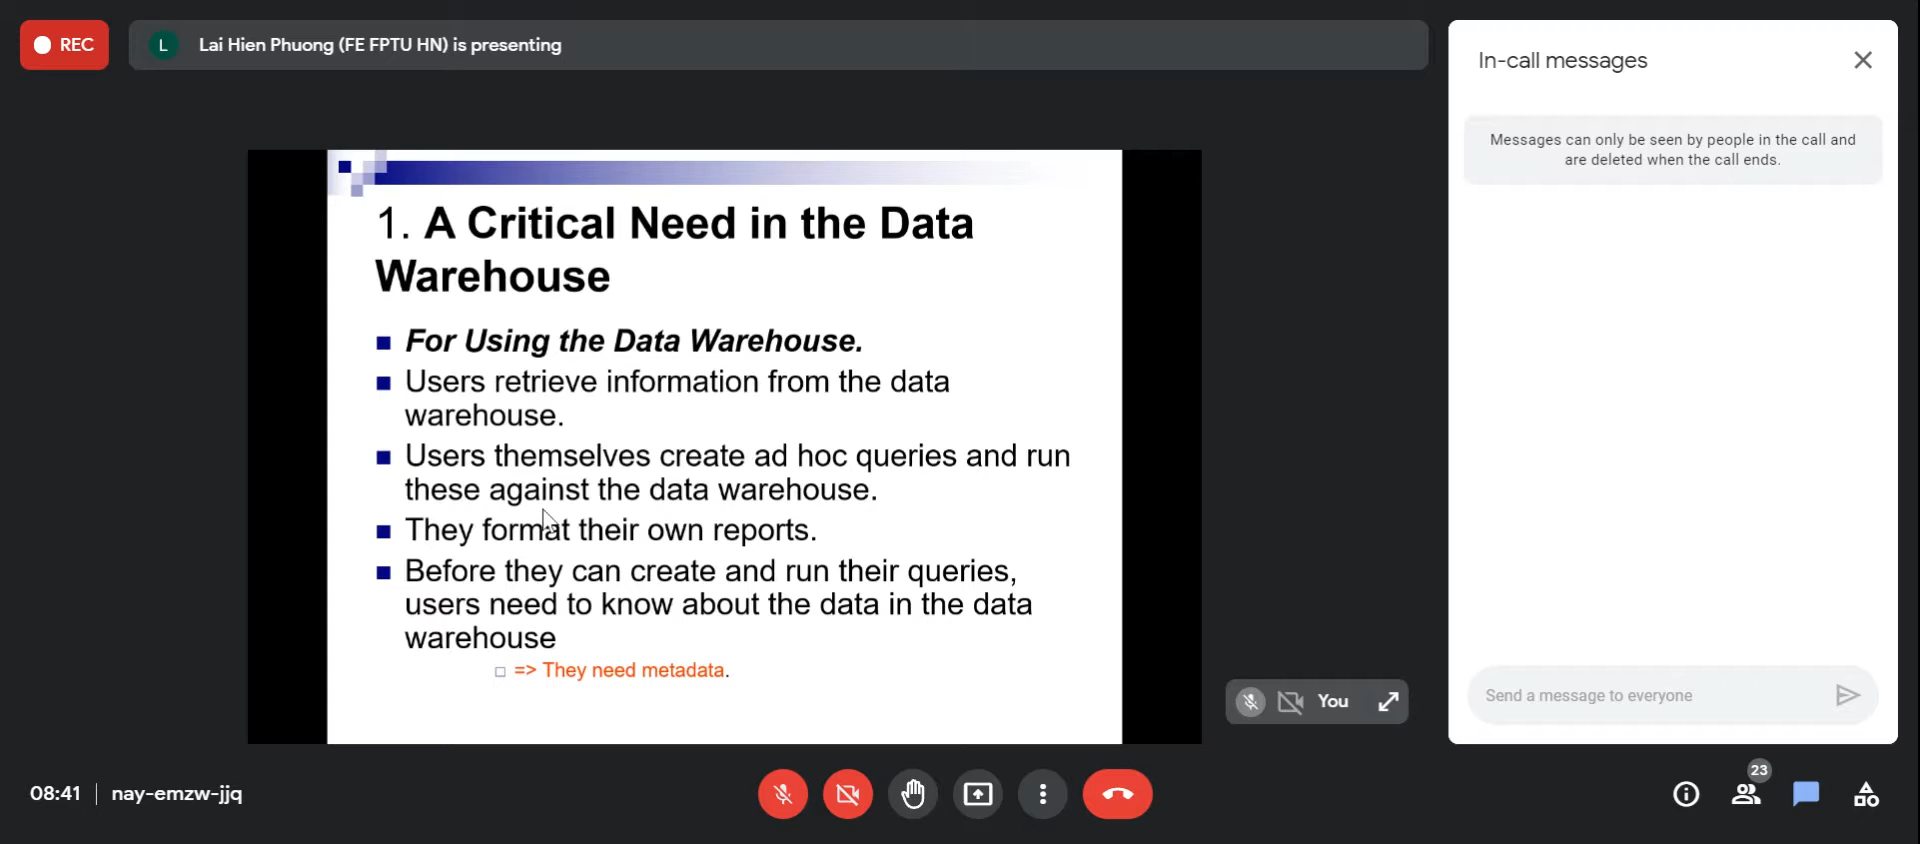 REC
L
Lai Hien Phuong (FE FPTU HN) is presenting
In-call messages
Messages can only be seen by people in the call and
are deleted when the call ends.
1. A Critical Need in the Data
Warehouse
For Using the Data Warehouse.
Users retrieve information from the data
warehouse.
Users themselves create ad hoc queries and run
these against the data warehouse.
They format their own reports.
Before they can create and run their queries,
users need to know about the data in the data
warehouse
=> They need metadata.
You
Send a message to everyone
08:41
nay-emzw-jjq
23